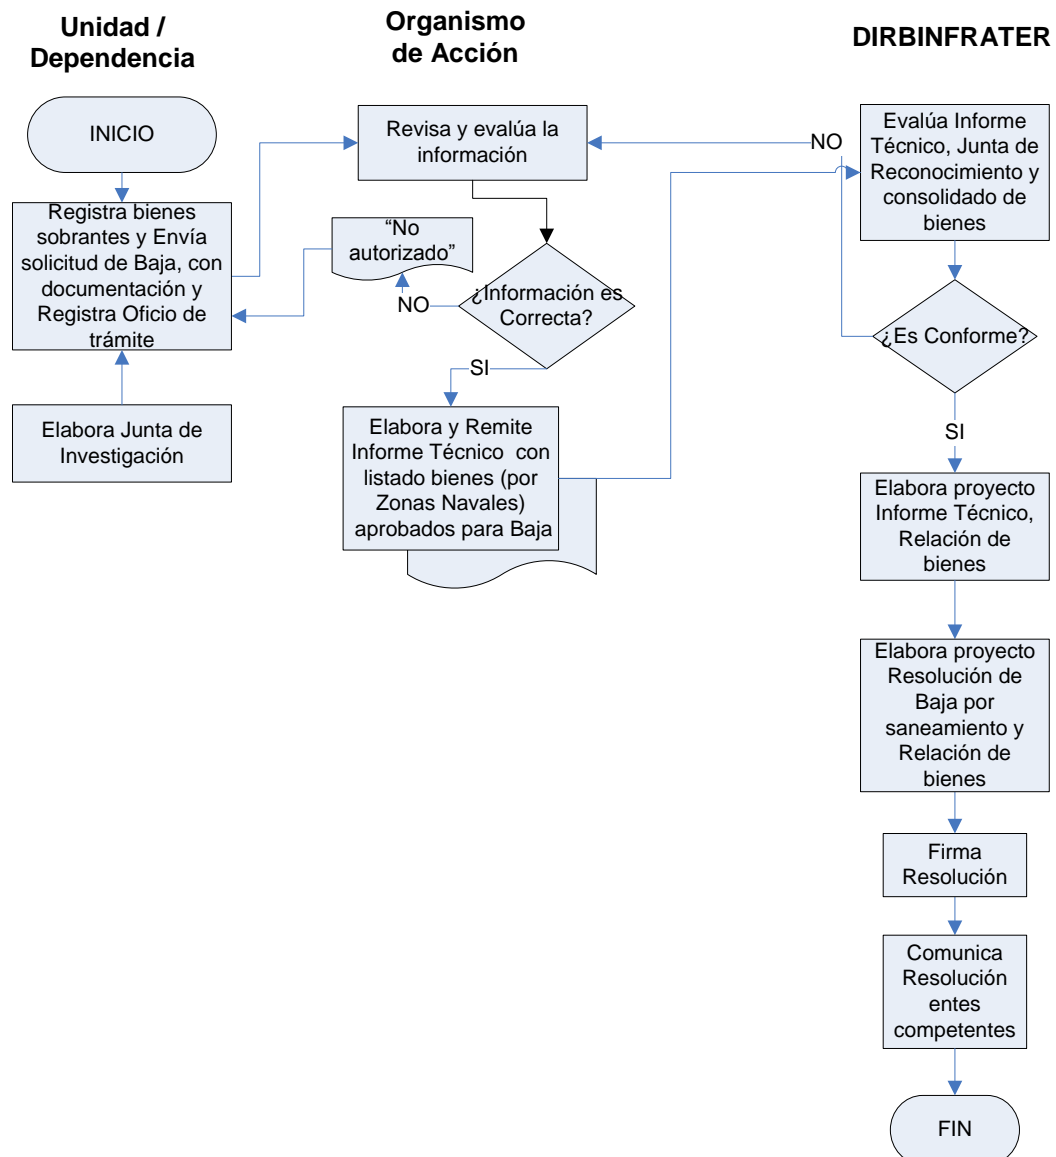 Unidad /
Dependencia
Organismo
de Acción
DIRBINFRATER
INICIO
Registra bienes
sobrantes y Envía
solicitud de Baja, con
documentación y
Registra Oficio de
trámite
Elabora Junta de
Investigación
Revisa y evalúa la
información
“No
autorizado”
¿Información es
Correcta?
NO
SI
Elabora y Remite
Informe Técnico con
listado bienes (por
Zonas Navales)
aprobados para Baja
Evalúa Informe
Técnico, Junta de
Reconocimiento y
consolidado de
bienes
NO
¿Es Conforme?
SI
Elabora proyecto
Informe Técnico,
Relación de
bienes
Elabora proyecto
Resolución de
Baja por
saneamiento y
Relación de
bienes
Firma
Resolución
Comunica
Resolución
entes
competentes
FIN